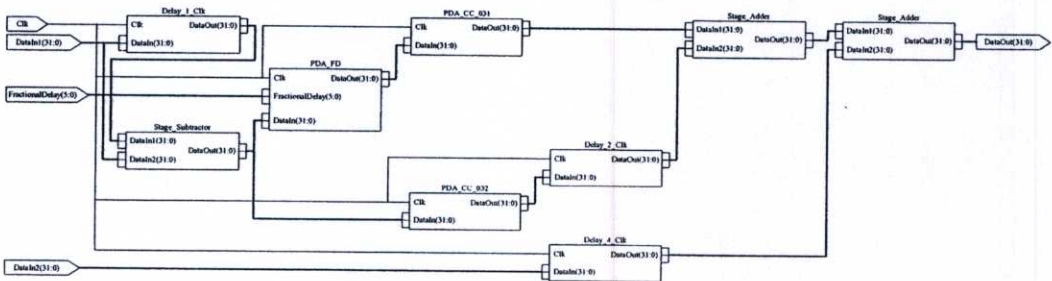 Clk
DataIn1(31:0)
FractionalDelay(5:0)
DataIn2(31:0)
Delay_1_Clk
Clk
DataOut(31:0)
DataIn(31:0)
Stage_Subtractor
DataIn1(31:0)
DataOut(31:0)
DataIn2(31:0)
PDA_FD
Clk
DataOut(31:0)
FractionalDelay(5:0)
DataIn(31:0)
PDA_CC_031
Clk
DataOut(31:0)
DataIn(31:0)
PDA_CC_032
Clk
DataOut(31:0)
DataIn(31:0)
Delay_2_Clk
Clk
DataOut(31:0)
DataIn(31:0)
Delay_4_Clk
Clk
DataOut(31:0)
DataIn(31:0)
Stage_Adder
DataIn1(31:0)
DataOut(31:0)
DataIn2(31:0)
Stage_Adder
DataIn1(31:0)
DataOut(31:0)
DataIn2(31:0)
DataOut(31:0)